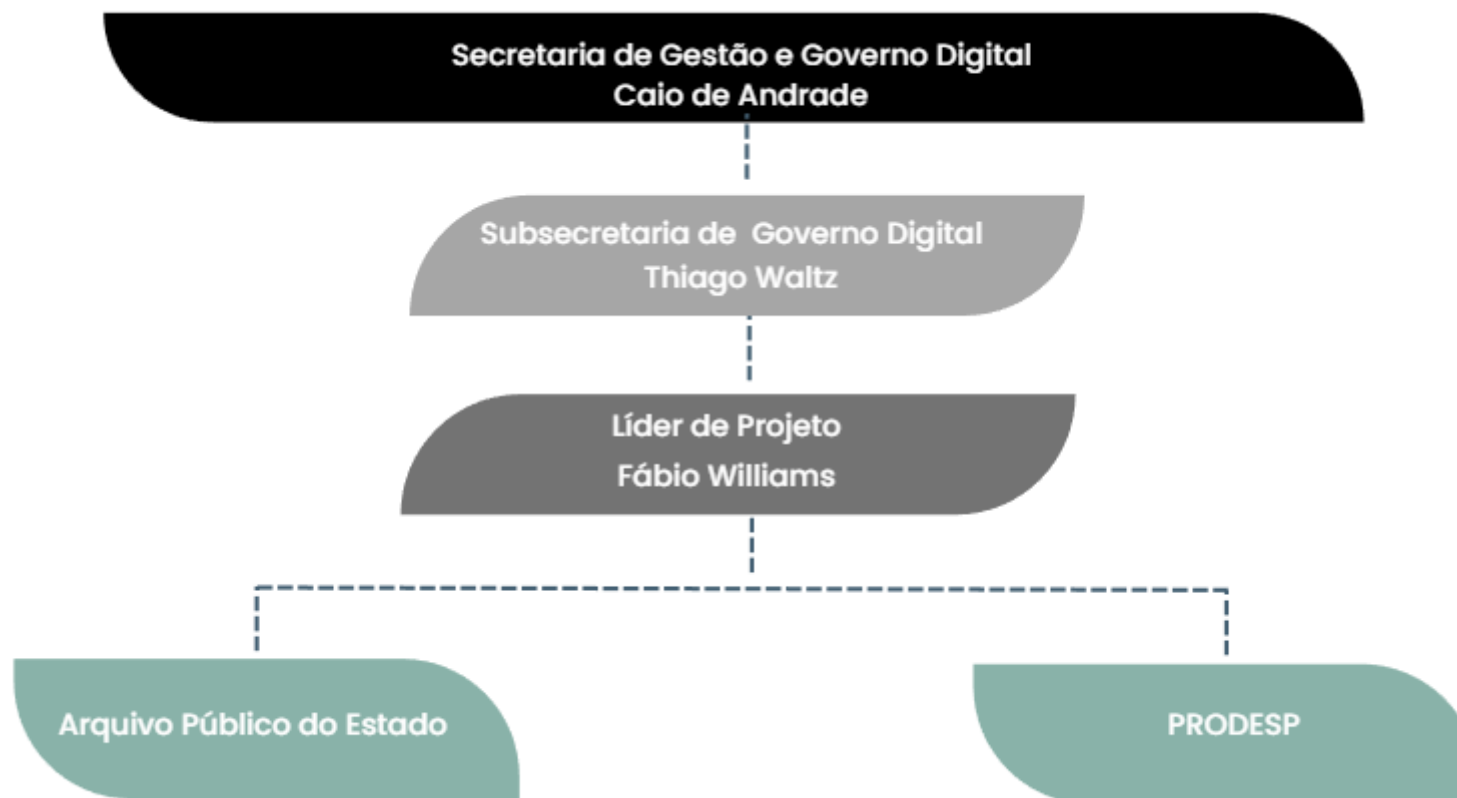 Secretaria de Gestão e Governo Digital
Caio de Andrade
Subsecretaria de Governo Digital
Thiago Waltz
Líder de Projeto
Fábio Williams
Arquivo Público do Estado
PRODESP